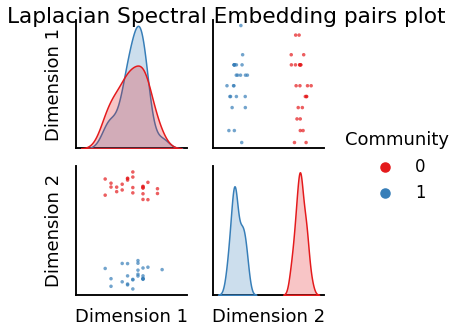 Laplacian Spectral Embedding pairs plot
Dimension 1
Community
0
1
Dimension 2
Dimension 1
Dimension 2